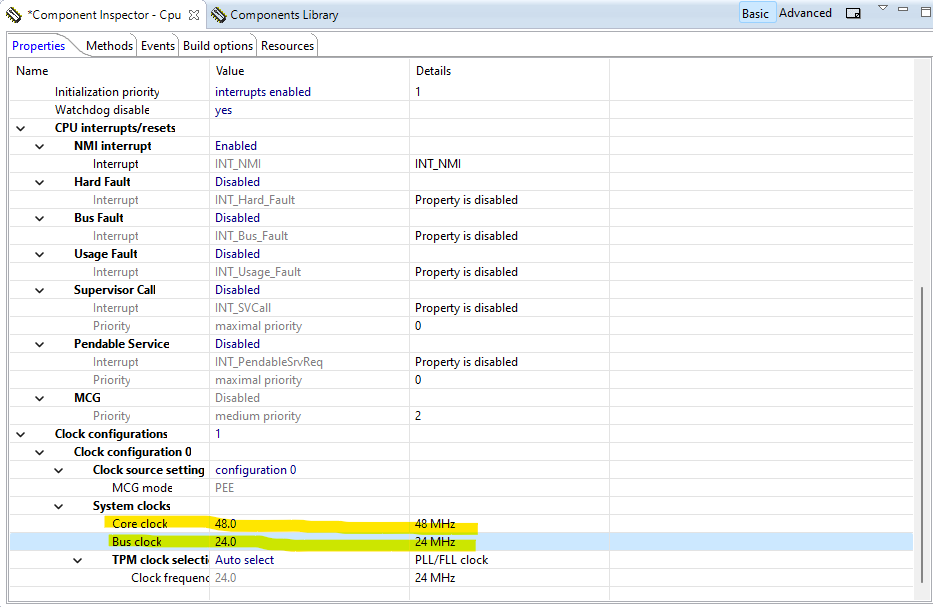 *Component Inspector - Cpu Components Library Basic Advanced
Properties Methods Events Build options Resources
Name Value Details
Initialization priority interrupts enabled 1
Watchdog disable yes
CPU interrupts/resets
NMI interrupt Enabled
Interrupt INT_NMI INT_NMI
Hard Fault Disabled
Interrupt INT_Hard_Fault Property is disabled
Bus Fault Disabled
Interrupt INT_Bus_Fault Property is disabled
Usage Fault Disabled
Interrupt INT_Usage_Fault Property is disabled
Supervisor Call Disabled
Interrupt INT_SVCall Property is disabled
Priority maximal priority 0
Pendable Service Disabled
Interrupt INT_PendableSrvReq Property is disabled
Priority maximal priority 0
MCG Disabled
Priority medium priority 2
Clock configurations 1
Clock configuration 0
Clock source setting configuration 0
MCG mode PEE
System clocks
Core clock 48.0 48 MHz
Bus clock 24.0 24 MHz
TPM clock selecti Auto select PLL/FLL clock
Clock frequenc 24.0 24 MHz